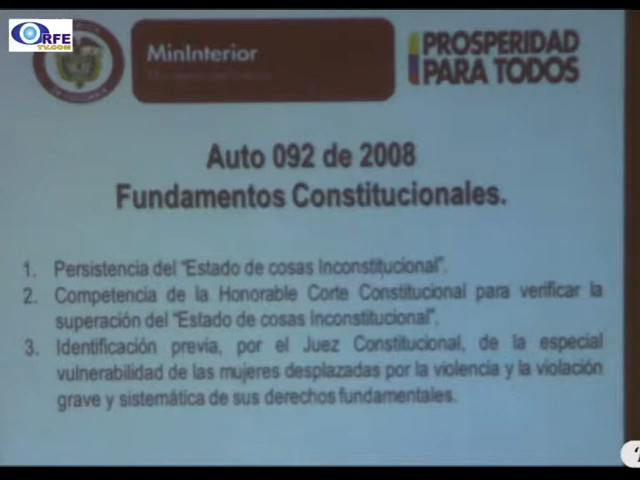 ORFE
TV.COM
MinInterior
PROSPERIDAD
PARA TODOS
Auto 092 de 2008
Fundamentos Constitucionales.
1. Persistencia del "Estado de cosas Inconstitucional".
2. Competencia de la Honorable Corte Constitucional para verificar la
superación del "Estado de cosas Inconstitucional".
3. Identificación previa, por el Juez Constitucional, de la especial
vulnerabilidad de las mujeres desplazadas por la violencia y la violación
grave y sistemática de sus derechos fundamentales.